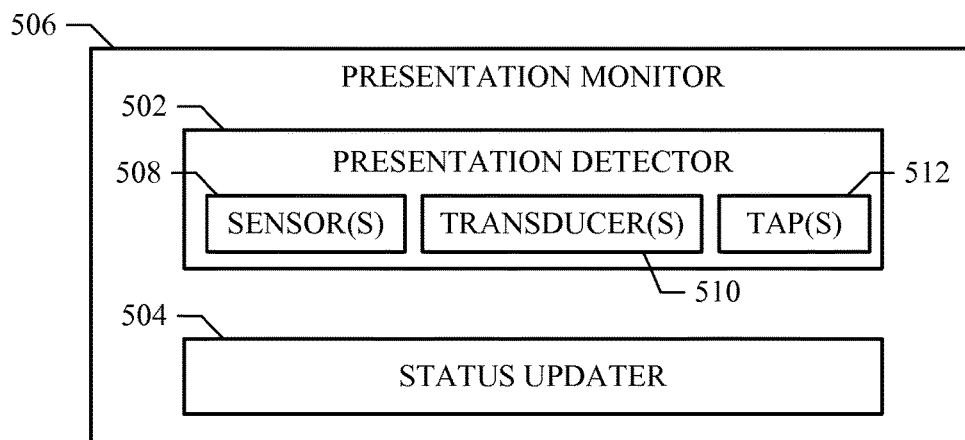 506
PRESENTATION MONITOR
502
PRESENTATION DETECTOR
508
512
SENSOR(S)
TRANSDUCER(S)
TAP(S)
510
504
STATUS UPDATER